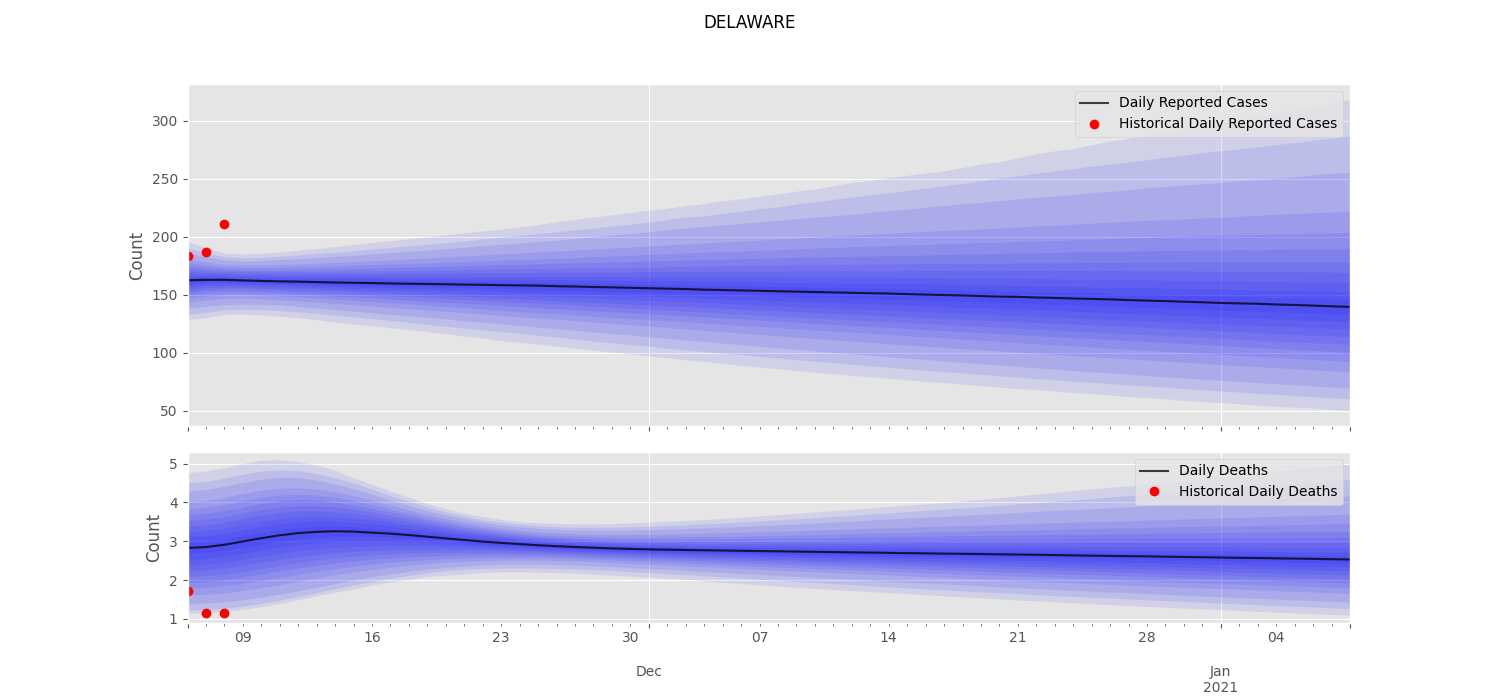 DELAWARE
Daily Reported Cases
Historical Daily Reported Cases
300
250
200
150
100
50
Count
Daily Deaths
Historical Daily Deaths
5
4
3
2
1
Count
09 16 23 30 07 14 21 28 04
Dec Jan
2021